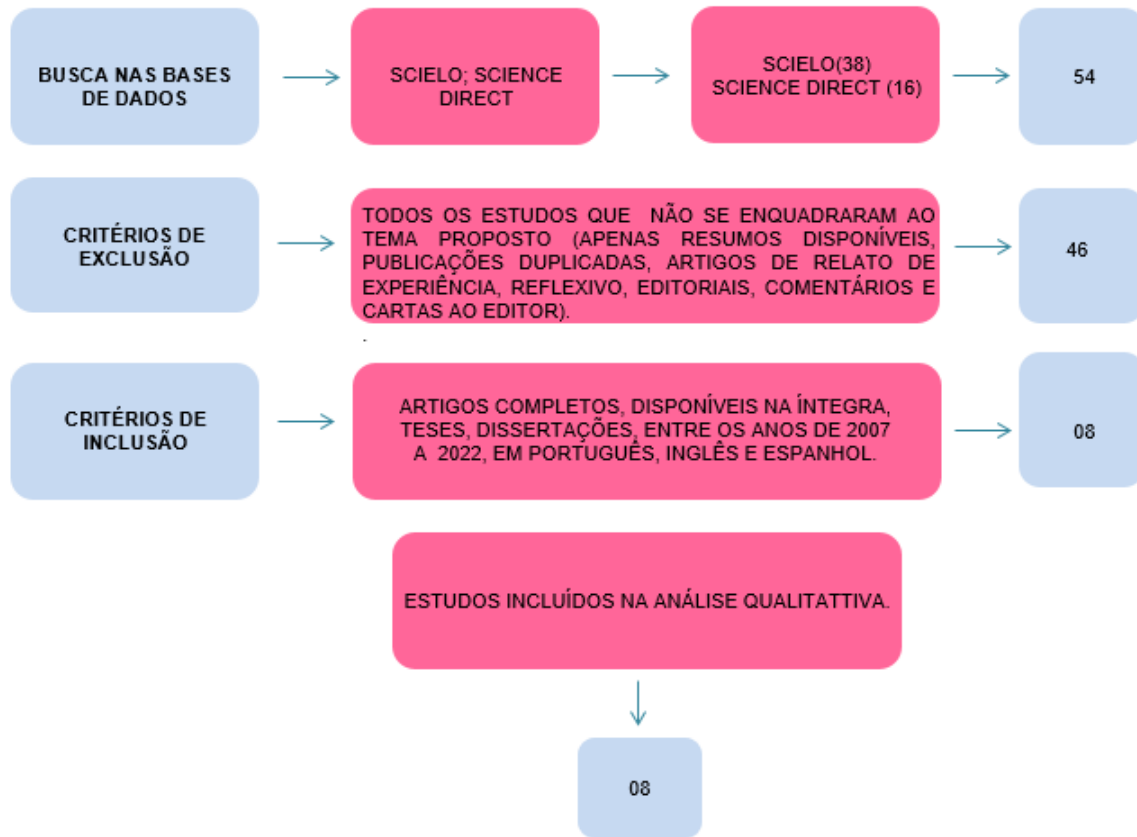 BUSCA NAS BASES
DE DADOS
SCIELO; SCIENCE
DIRECT
SCIELO(38)
SCIENCE DIRECT (16)
54
CRITÉRIOS DE
EXCLUSÃO
TODOS OS ESTUDOS QUE NÃO SE ENQUADRARAM AO
TEMA PROPOSTO (APENAS RESUMOS DISPONÍVEIS,
PUBLICAÇÕES DUPLICADAS, ARTIGOS DE RELATO DE
EXPERIÊNCIA, REFLEXIVO, EDITORIAIS, COMENTÁRIOS E
CARTAS AO EDITOR).
.
46
CRITÉRIOS DE
INCLUSÃO
ARTIGOS COMPLETOS, DISPONÍVEIS NA ÍNTEGRA,
TESES, DISSERTAÇÕES, ENTRE OS ANOS DE 2007
A 2022, EM PORTUGUÊS, INGLÊS E ESPANHOL.
08
ESTUDOS INCLUÍDOS NA ANÁLISE QUALITATTIVA.
08